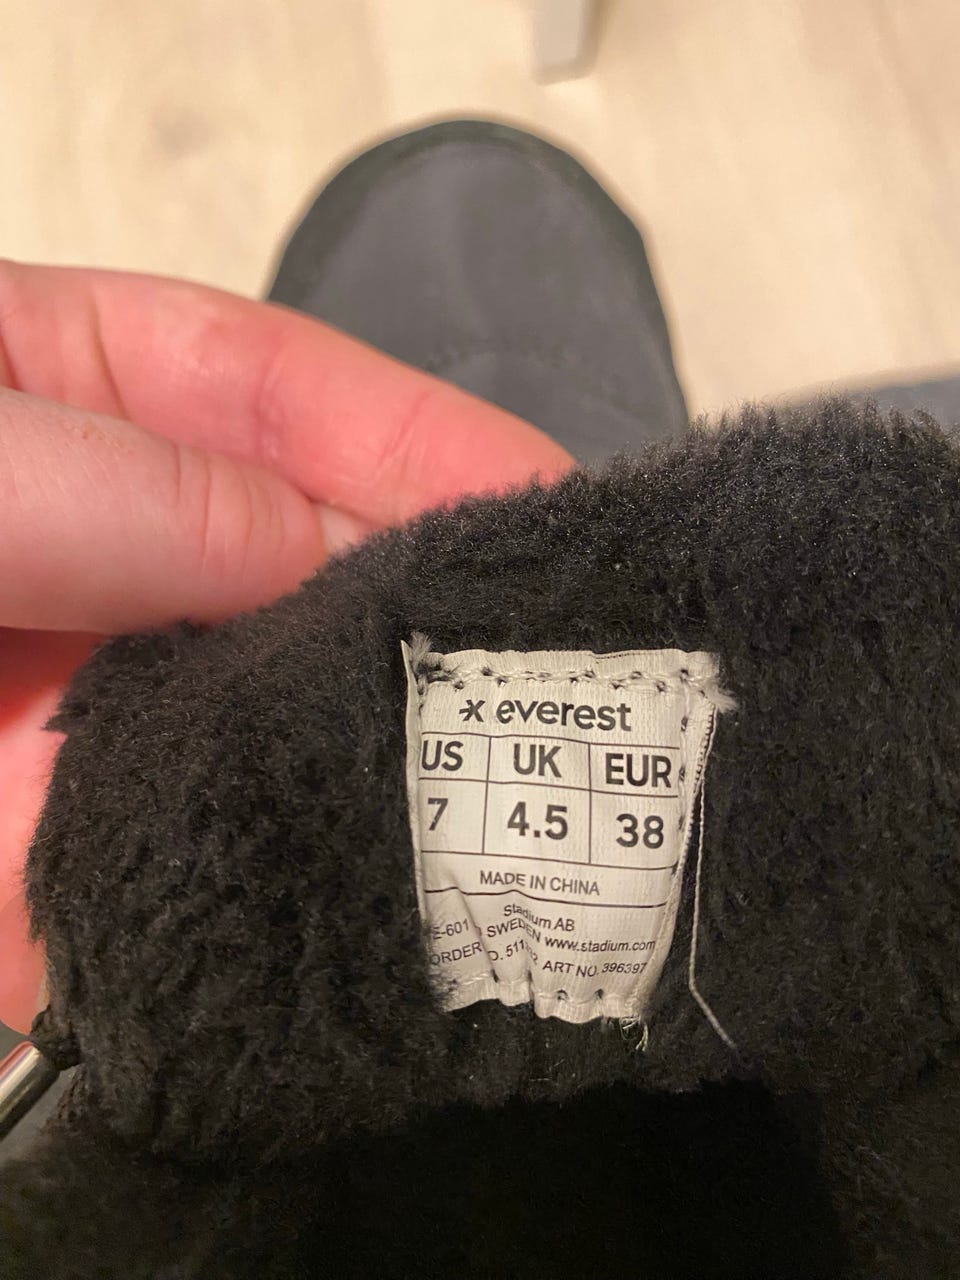 everest
US UK EUR
7 4.5 38
MADE IN CHINA
Stadium AB
SWEDEN www.stadium.com
ORDER ART NO. 396397